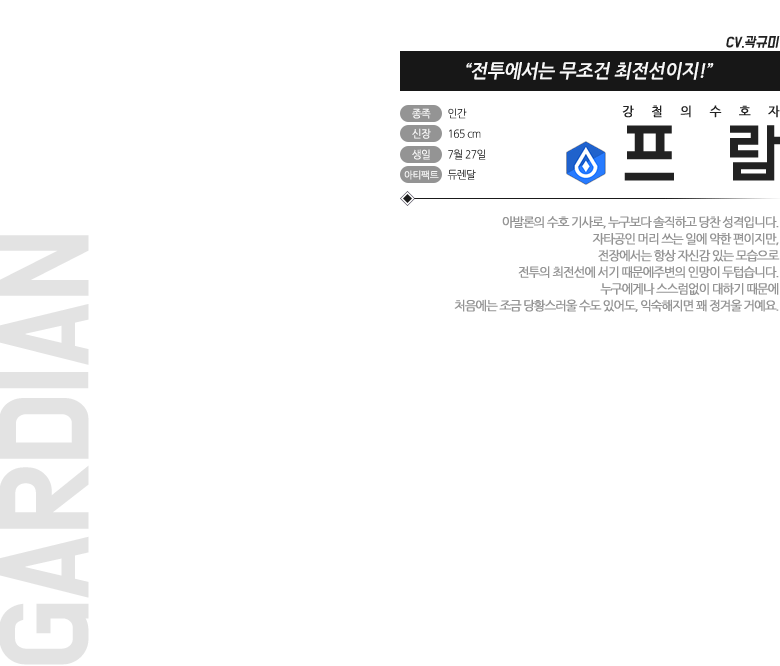 CV.곽규미
“전투에서는 무조건 최전선이지!”
종족 인간
신장 165 cm
생일 7월 27일
아티팩트 듀렌달
강철의수호자
프람
아발론의 수호 기사로, 누구보다 솔직하고 당찬 성격입니다.
자타공인 머리 쓰는 일에 약한 편이지만,
전장에서는 항상 자신감 있는 모습으로
전투의 최전선에 서기 때문에주변의 인망이 두텁습니다.
누구에게나 스스럼없이 대하기 때문에
처음에는 조금 당황스러울 수도 있어도, 익숙해지면 꽤 정겨울 거예요.
GARDIAN